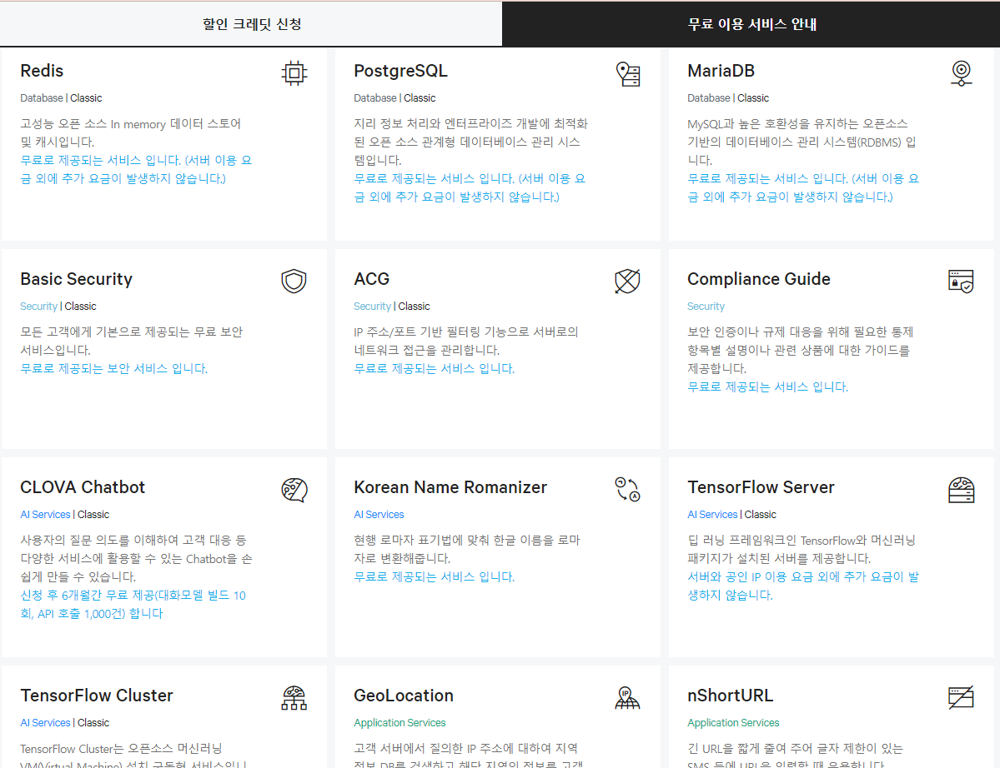 할인 크레딧 신청
무료 이용 서비스 안내
Redis
Database | Classic
고성능 오픈 소스 In memory 데이터 스토어
및 캐시입니다.
무료로 제공되는 서비스 입니다. (서버 이용 요
금 외에 추가 요금이 발생하지 않습니다.)
PostgreSQL
Database | Classic
지리 정보 처리와 엔터프라이즈 개발에 최적화
된 오픈 소스 관계형 데이터베이스 관리 시스
템입니다.
무료로 제공되는 서비스 입니다. (서버 이용 요
금 외에 추가 요금이 발생하지 않습니다.)
MariaDB
Database | Classic
MySQL과 높은 호환성을 유지하는 오픈소스
기반의 데이터베이스 관리 시스템(RDBMS) 입
니다.
무료로 제공되는 서비스 입니다. (서버 이용 요
금 외에 추가 요금이 발생하지 않습니다.)
Basic Security
Security | Classic
모든 고객에게 기본으로 제공되는 무료 보안
서비스입니다.
무료로 제공되는 보안 서비스 입니다.
ACG
Security | Classic
IP 주소/포트 기반 필터링 기능으로 서버로의
네트워크 접근을 관리합니다.
무료로 제공되는 서비스 입니다.
Compliance Guide
Security
보안 인증이나 규제 대응을 위해 필요한 통제
항목별 설명이나 관련 상품에 대한 가이드를
제공합니다.
무료로 제공되는 서비스 입니다.
CLOVA Chatbot
AI Services | Classic
사용자의 질문 의도를 이해하여 고객 대응 등
다양한 서비스에 활용할 수 있는 Chatbot을 손
쉽게 만들 수 있습니다.
신청 후 6개월간 무료 제공(대화모델 빌드 10
회, API 호출 1,000건) 합니다
Korean Name Romanizer
AI Services
현행 로마자 표기법에 맞춰 한글 이름을 로마
자로 변환해줍니다.
무료로 제공되는 서비스 입니다.
TensorFlow Server
AI Services | Classic
딥 러닝 프레임워크인 TensorFlow와 머신러닝
패키지가 설치된 서버를 제공합니다.
서버와 공인 IP 이용 요금 외에 추가 요금이 발
생하지 않습니다.
TensorFlow Cluster
AI Services | Classic
TensorFlow Cluster는 오픈소스 머신러닝
VM(Virtual Machine) 설치 구동형 서비스입니
GeoLocation
IP
Application Services
고객 서버에서 질의한 IP 주소에 대하여 지역
정보 DB를 검색하고 해당 지역의 정보를 고객
nShortURL
Application Services
긴 URL을 짧게 줄여 주어 글자 제한이 있는
SMS 등에 URL을 입력할 때 유용합니다.